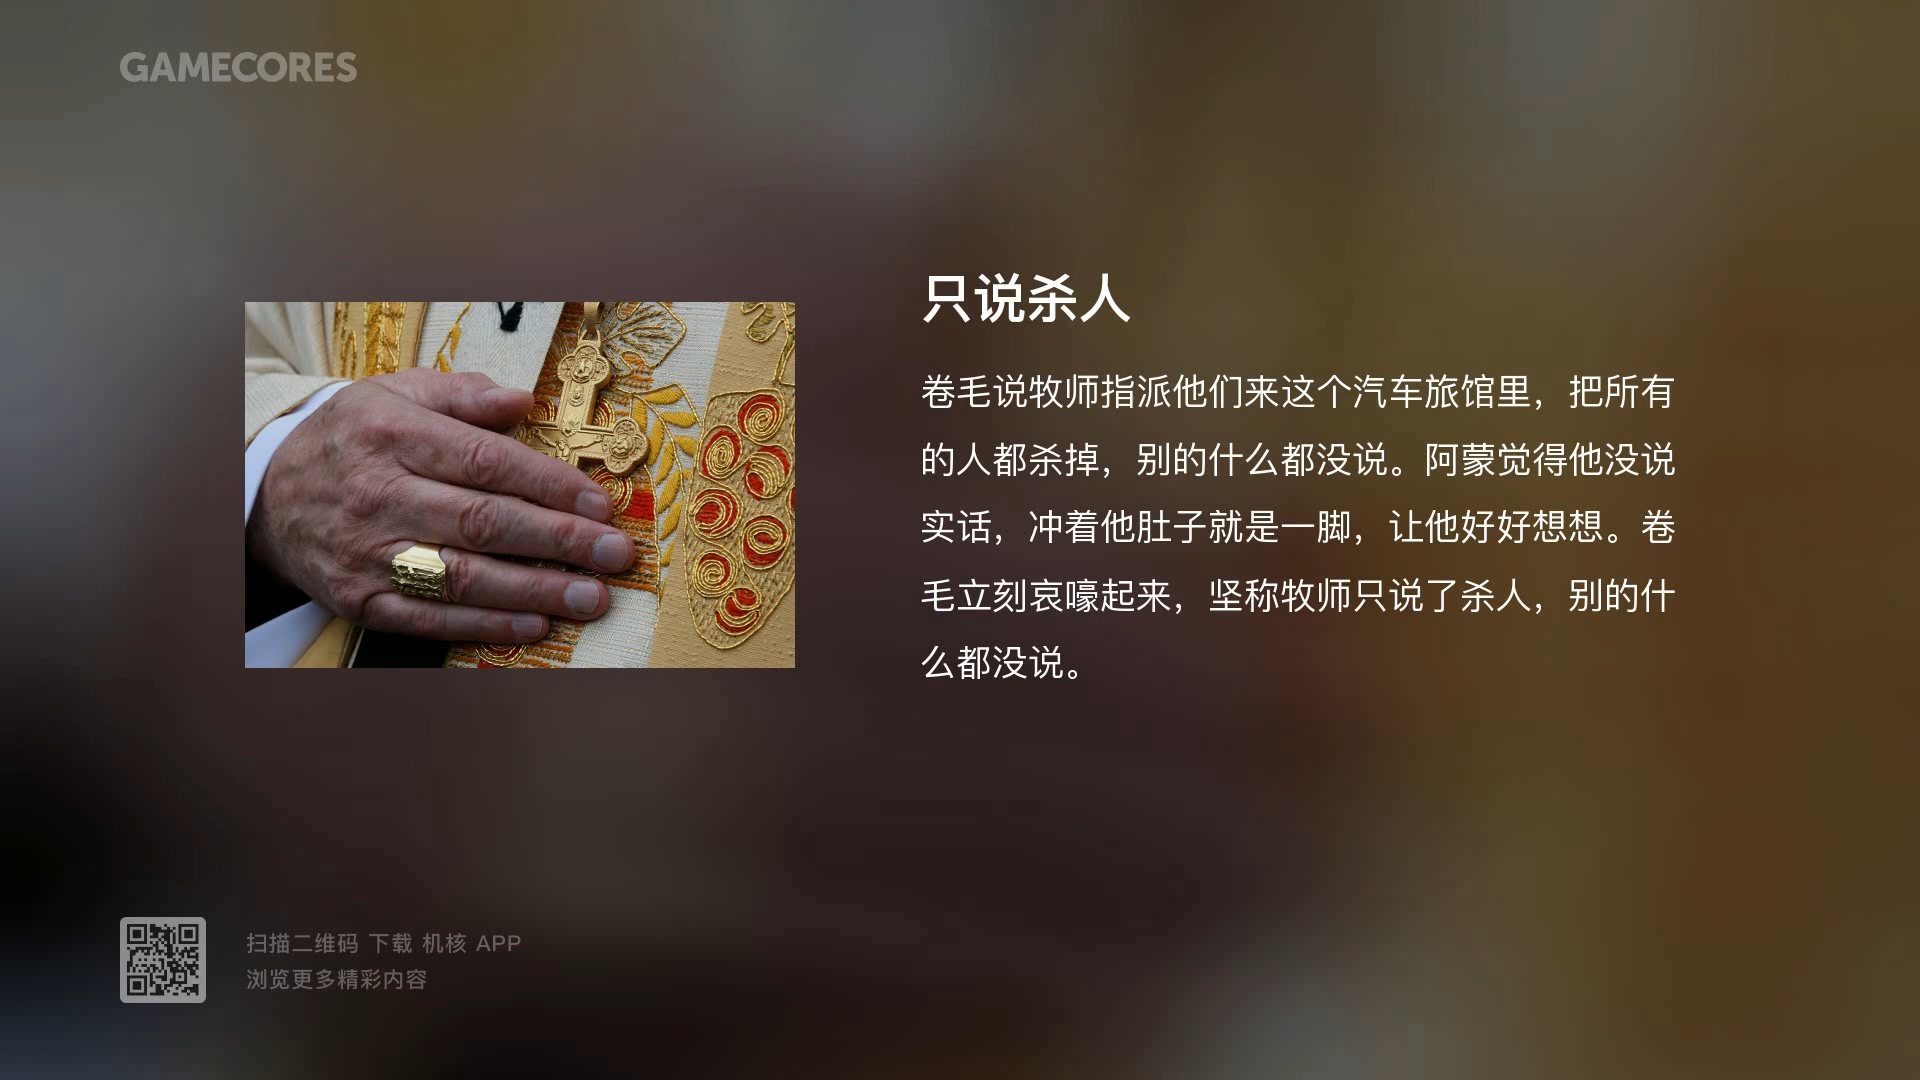 GAMECORES
只说杀人
卷毛说牧师指派他们来这个汽车旅馆里，把所有
的人都杀掉，别的什么都没说。阿蒙觉得他没说
实话，冲着他肚子就是一脚，让他好好想想。卷
毛立刻哀嚎起来，坚称牧师只说了杀人，别的什
么都没说。
扫描二维码 下载 机核 APP
浏览更多精彩内容